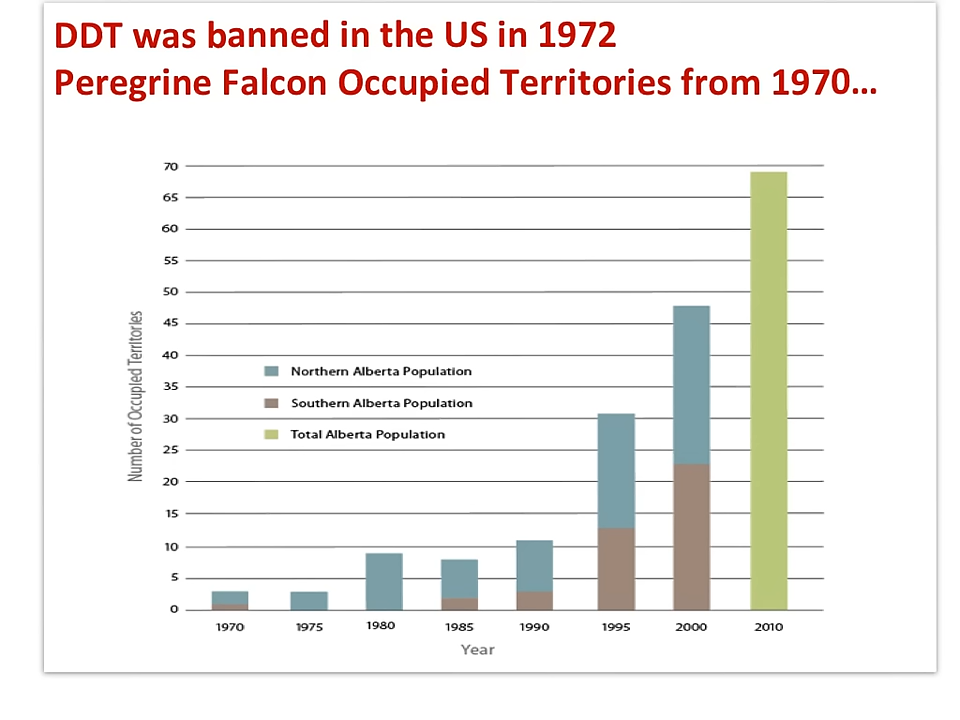 DDT was banned in the US in 1972
Peregrine Falcon Occupied Territories from 1970…
70
65
60
55
50
45
40
35
30
25
20
15
10
5
0
Number of Occupied Territories
Northern Alberta Population
Southern Alberta Population
Total Alberta Population
1970 1975 1980 1985 1990 1995 2000 2010
Year